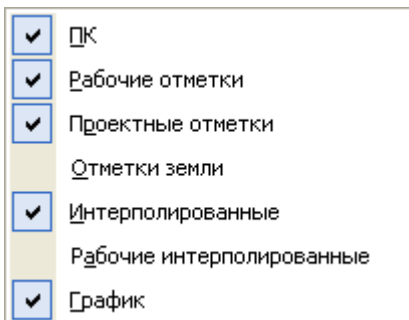 ПК
Рабочие отметки
Проектные отметки
Отметки земли
Интерполированные
Рабочие интерполированные
График